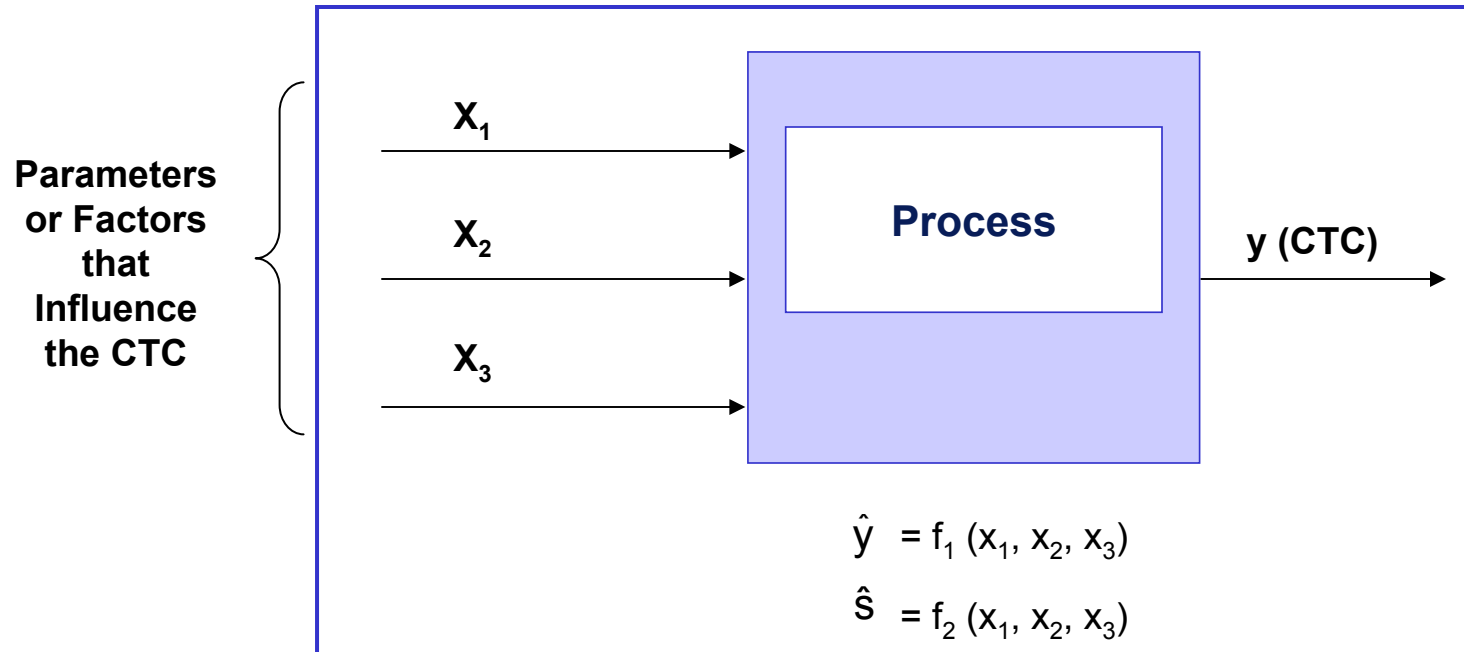 Parameters
or Factors
that
Influence
the CTC
X₁
X₂
X₃
Process
y (CTC)
ŷ = f₁ (x₁, x₂, x₃)
ŝ = f₂ (x₁, x₂, x₃)